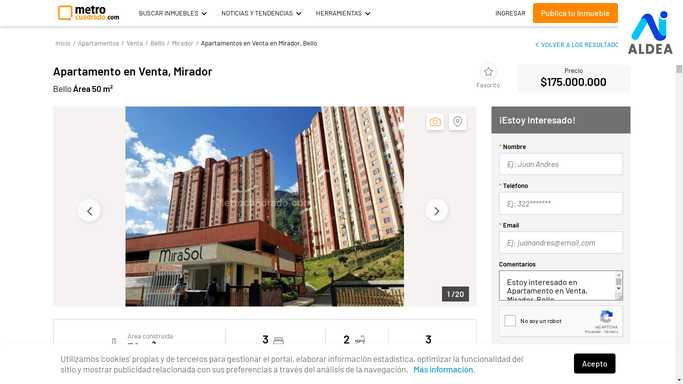 metro
cuadrado.com
BUSCAR INMUEBLES
NOTICIAS Y TENDENCIAS
HERRAMIENTAS
INGRESAR
Publica tu Inmueble
ALDEA
Inicio / Apartamentos / Venta / Bello / Mirador / Apartamentos en Venta en Mirador, Bello
VOLVER A LOS RESULTADO
Apartamento en Venta, Mirador
Bello Área 50 m²
Favorito
Precio
$175.000.000
MiraSol
metrocuadrado.com
1 / 20
¡Estoy Interesado!
* Nombre
Ej: Juan Andres
* Teléfono
Ej: 322*******
* Email
Ej: juanandres@email.com
Comentarios
Estoy interesado en
Apartamento en Venta,
Mirador, Bello
No soy un robot
reCAPTCHA
Privacidad - Términos
Área construida
3
2
3
Utilizamos 'cookies' propias y de terceros para gestionar el portal, elaborar información estadística, optimizar la funcionalidad del
sitio y mostrar publicidad relacionada con sus preferencias a través del análisis de la navegación. Más información.
Acepto